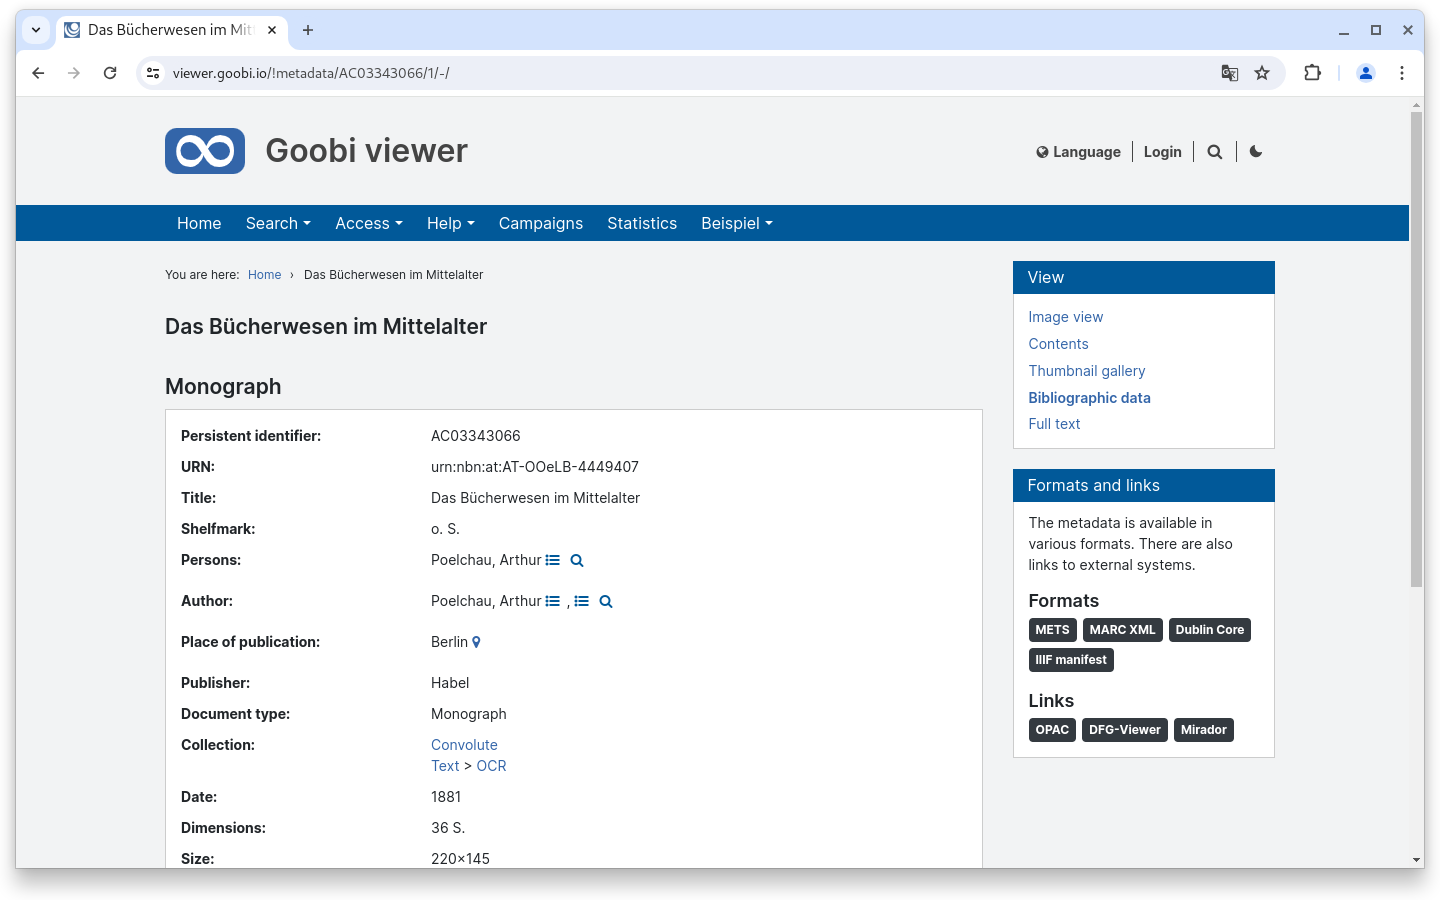 Das Bücherwesen im Mit
viewer.goobi.io/!metadata/AC03343066/1/-/
Goobi viewer
Language
Login
Home Search Access Help Campaigns Statistics Beispiel
You are here: Home › Das Bücherwesen im Mittelalter
Das Bücherwesen im Mittelalter
Monograph
Persistent identifier: AC03343066
URN: urn:nbn:at:AT-OOeLB-4449407
Title: Das Bücherwesen im Mittelalter
Shelfmark: o. S.
Persons: Poelchau, Arthur
Author: Poelchau, Arthur ,
Place of publication: Berlin
Publisher: Habel
Document type: Monograph
Collection: Convolute
Text > OCR
Date: 1881
Dimensions: 36 S.
Size: 220x145
View
Image view
Contents
Thumbnail gallery
Bibliographic data
Full text
Formats and links
The metadata is available in
various formats. There are also
links to external systems.
Formats
METS MARC XML Dublin Core
IIIF manifest
Links
OPAC DFG-Viewer Mirador